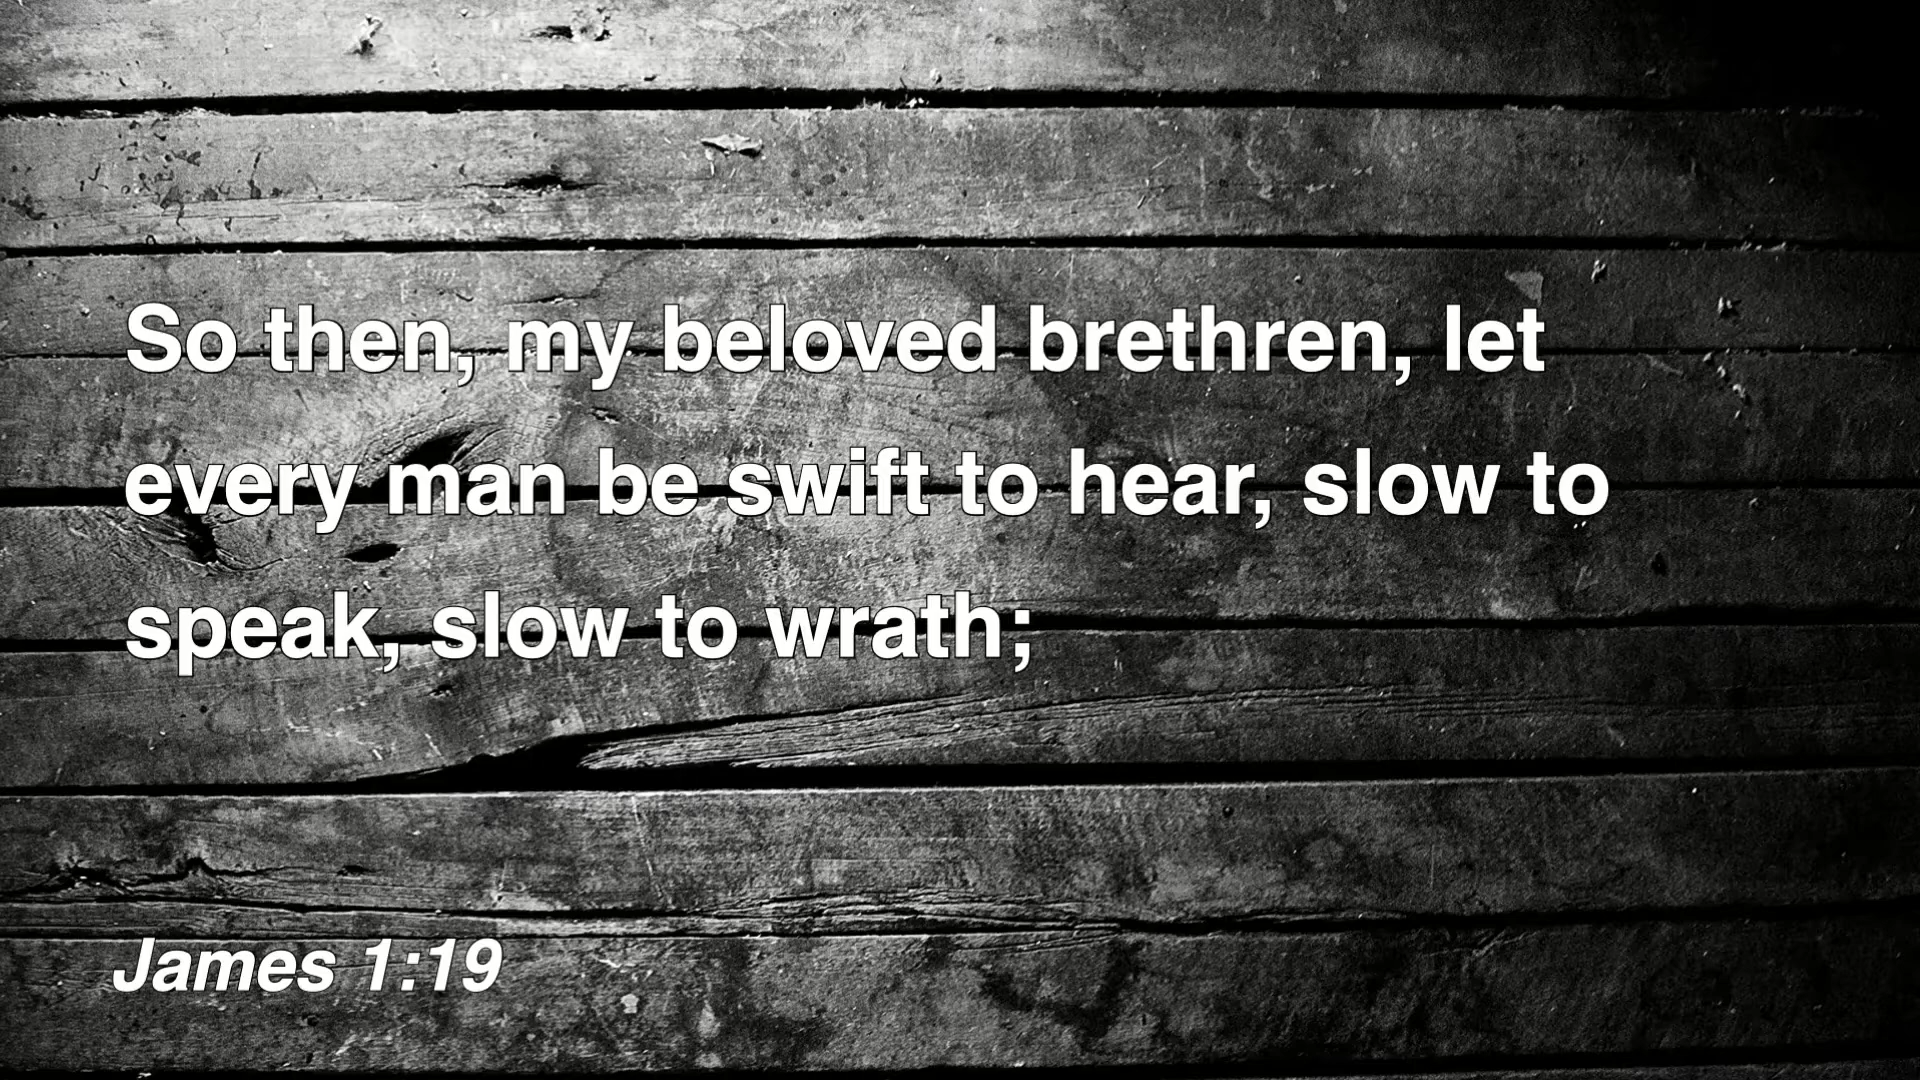 So then, my beloved brethren, let
every man be swift to hear, slow to
speak, slow to wrath;
James 1:19